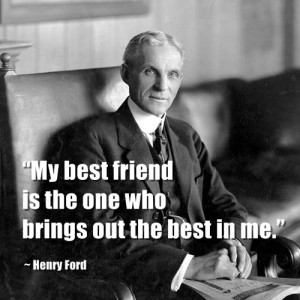 “My best friend
is the one who
brings out the best in me.”
~ Henry Ford